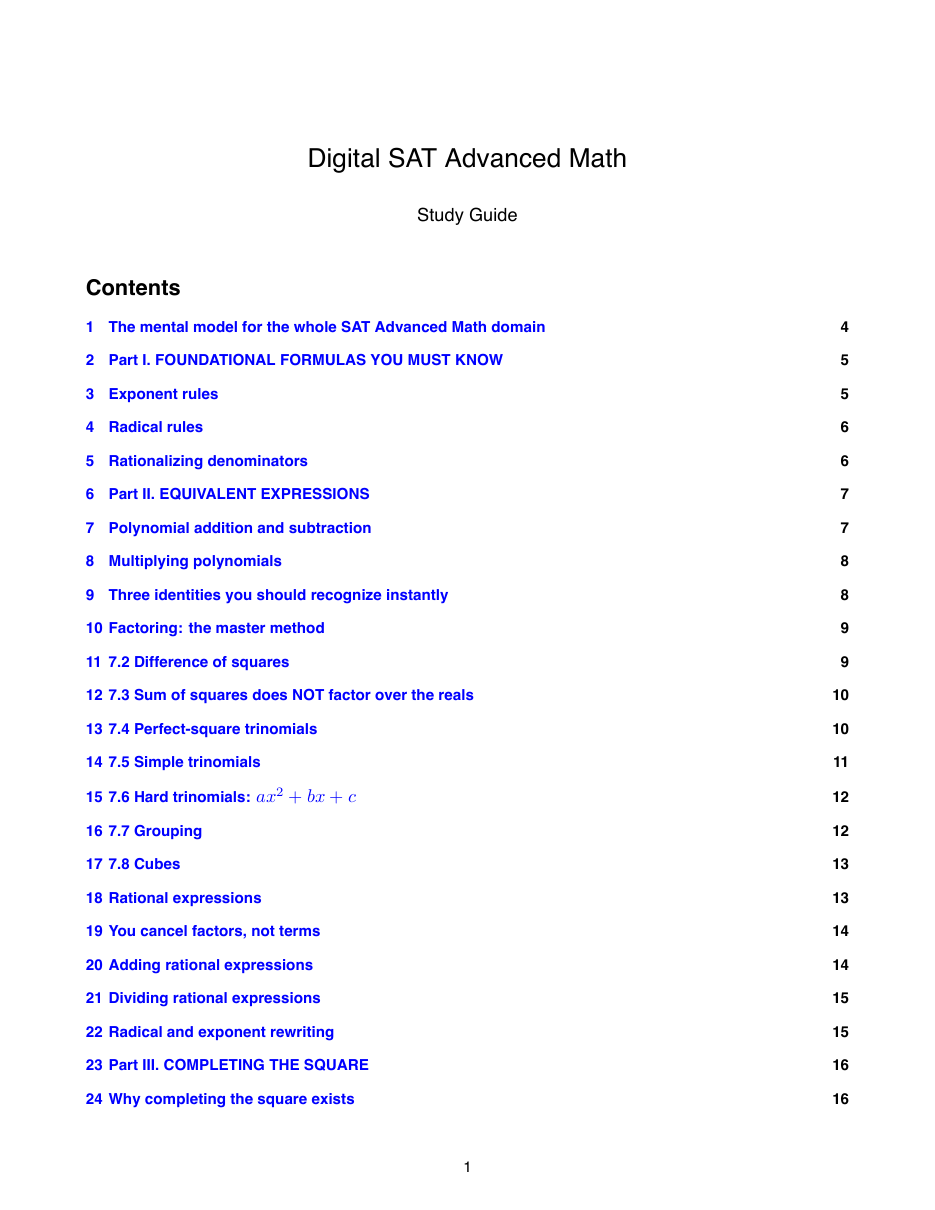 Digital SAT Advanced Math
Study Guide
Contents
1 The mental model for the whole SAT Advanced Math domain 4
2 Part I. FOUNDATIONAL FORMULAS YOU MUST KNOW 5
3 Exponent rules 5
4 Radical rules 6
5 Rationalizing denominators 6
6 Part II. EQUIVALENT EXPRESSIONS 7
7 Polynomial addition and subtraction 7
8 Multiplying polynomials 8
9 Three identities you should recognize instantly 8
10 Factoring: the master method 9
11 7.2 Difference of squares 9
12 7.3 Sum of squares does NOT factor over the reals 10
13 7.4 Perfect-square trinomials 10
14 7.5 Simple trinomials 11
15 7.6 Hard trinomials: ax² + bx + c 12
16 7.7 Grouping 12
17 7.8 Cubes 13
18 Rational expressions 13
19 You cancel factors, not terms 14
20 Adding rational expressions 14
21 Dividing rational expressions 15
22 Radical and exponent rewriting 15
23 Part III. COMPLETING THE SQUARE 16
24 Why completing the square exists 16
1